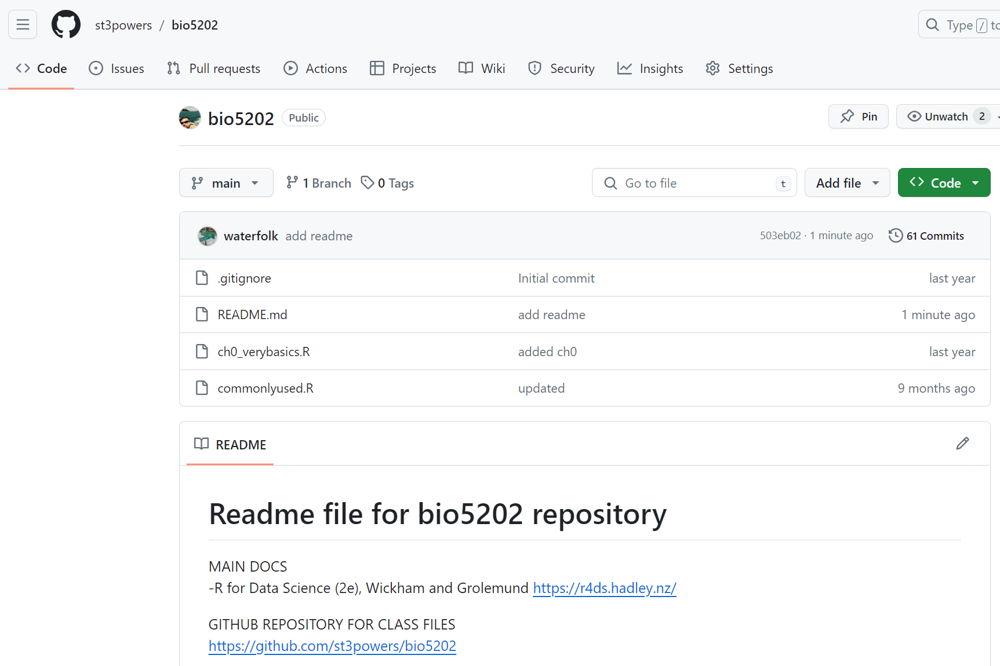 st3powers / bio5202
Type / to
Code Issues Pull requests Actions Projects Wiki Security Insights Settings
bio5202 Public
Pin Unwatch 2
main 1 Branch 0 Tags
Go to file t Add file Code
waterfolk add readme 503eb02 · 1 minute ago 61 Commits
.gitignore Initial commit last year
README.md add readme 1 minute ago
ch0_verybasics.R added ch0 last year
commonlyused.R updated 9 months ago
README
Readme file for bio5202 repository
MAIN DOCS
-R for Data Science (2e), Wickham and Grolemund https://r4ds.hadley.nz/
GITHUB REPOSITORY FOR CLASS FILES
https://github.com/st3powers/bio5202